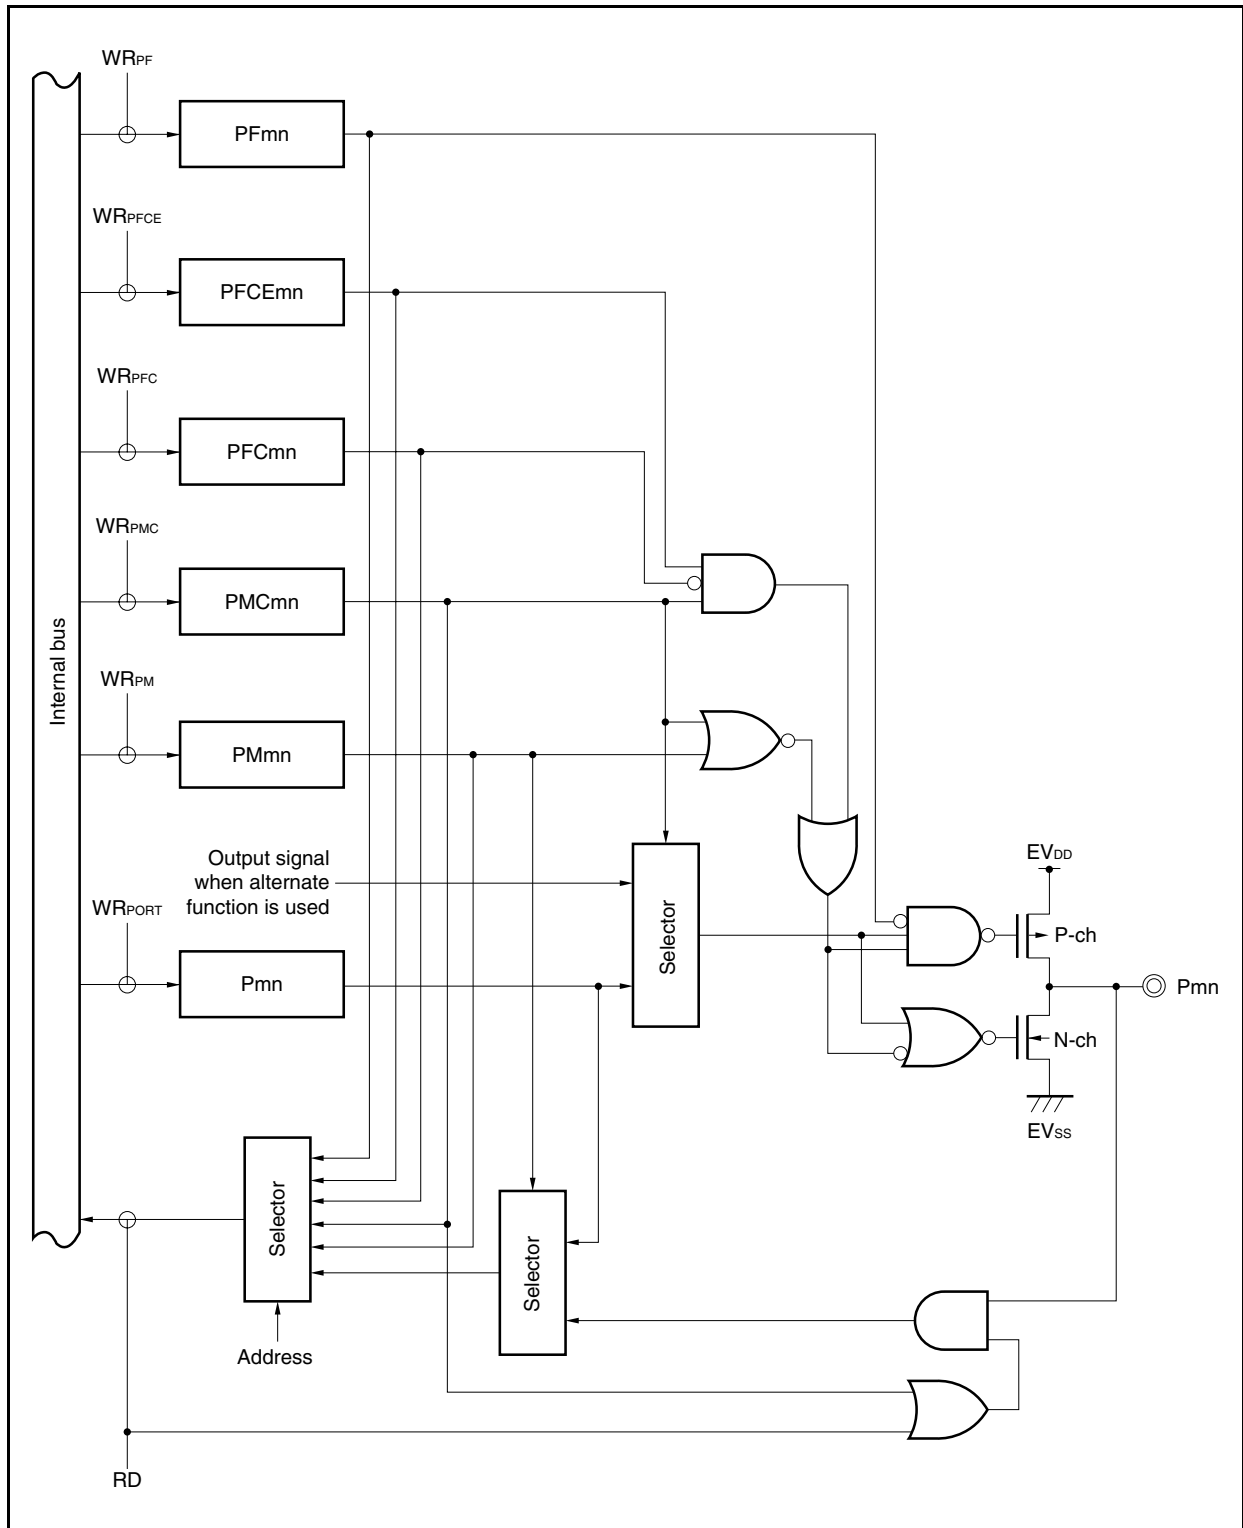 WRPF
PFmn
WRPFCE
PFCEmn
WRPFC
PFCmn
WRPMC
PMCmn
Internal bus
WRPM
PMmn
Output signal
when alternate
function is used
WRPORT
Pmn
Selector
EVDD
P-ch
Pmn
N-ch
EVSS
Selector
Selector
Address
RD